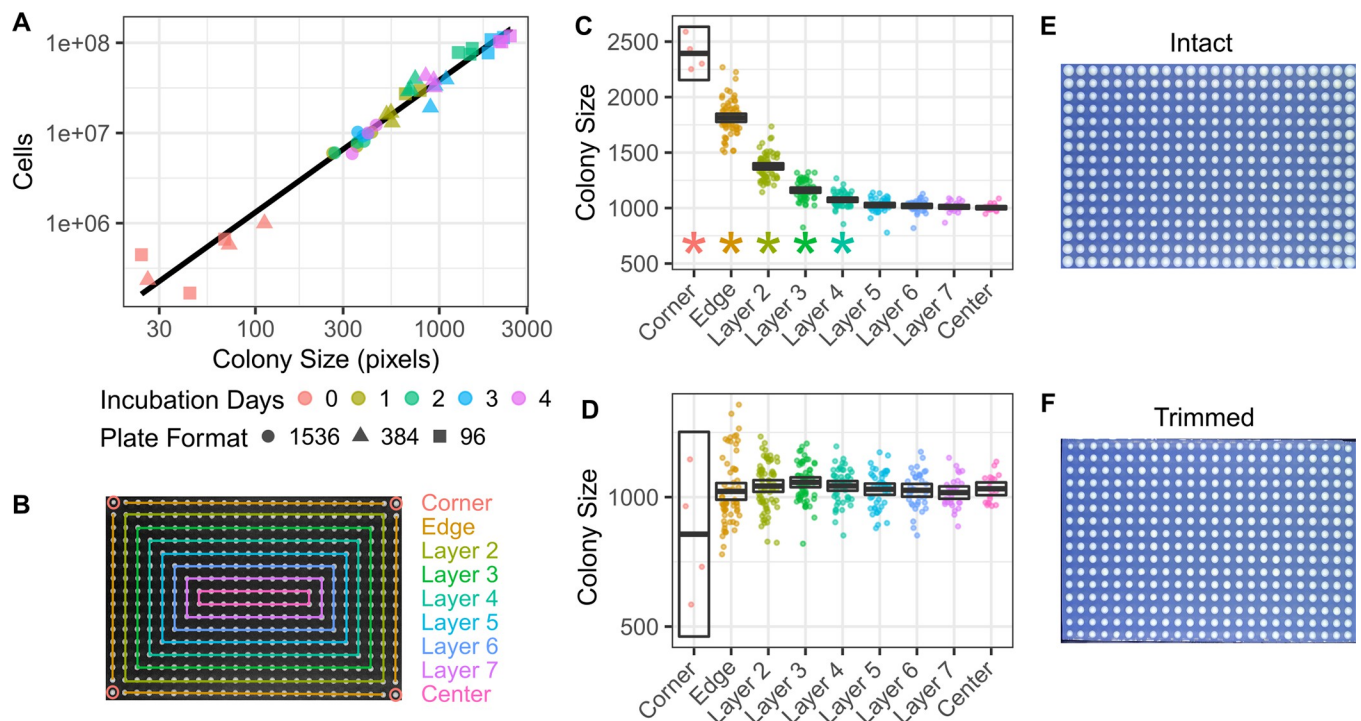 A
1e+08
1e+07
1e+06
Cells
30 100 300 1000 3000
Colony Size (pixels)
Incubation Days 0 1 2 3 4
Plate Format 1536 384 96
B
Corner
Edge
Layer 2
Layer 3
Layer 4
Layer 5
Layer 6
Layer 7
Center
C
2500
2000
1500
1000
500
Colony Size
* * * * *
Corner
Edge
Layer 2
Layer 3
Layer 4
Layer 5
Layer 6
Layer 7
Center
D
1000
500
Colony Size
Corner
Edge
Layer 2
Layer 3
Layer 4
Layer 5
Layer 6
Layer 7
Center
E
Intact
F
Trimmed